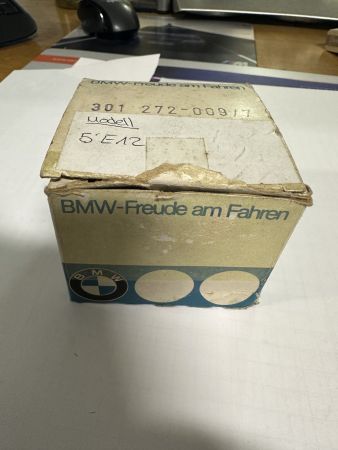 BMW-Freude am Fahren
301 272-009/7
Modell
5'E12
BMW-Freude am Fahren
BMW